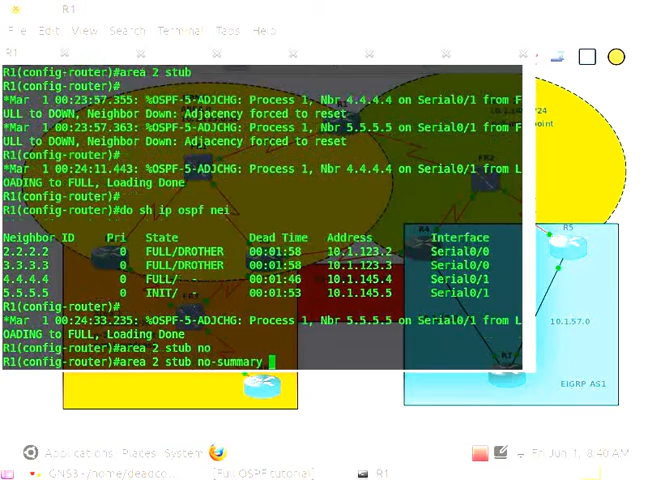 R1
File Edit View Search Terminal Tabs Help
R1
R1(config-router)#area 2 stub
R1(config-router)#
*Mar  1 00:23:57.355: %OSPF-5-ADJCHG: Process 1, Nbr 4.4.4.4 on Serial0/1 from F
ULL to DOWN, Neighbor Down: Adjacency forced to reset
*Mar  1 00:23:57.363: %OSPF-5-ADJCHG: Process 1, Nbr 5.5.5.5 on Serial0/1 from F
ULL to DOWN, Neighbor Down: Adjacency forced to reset
R1(config-router)#
*Mar  1 00:24:11.443: %OSPF-5-ADJCHG: Process 1, Nbr 4.4.4.4 on Serial0/1 from L
OADING to FULL, Loading Done
R1(config-router)#
R1(config-router)#do sh ip ospf nei
Neighbor ID Pri State Dead Time Address Interface
2.2.2.2 0 FULL/DROTHER 00:01:58 10.1.123.2 Serial0/0
3.3.3.3 0 FULL/DROTHER 00:01:58 10.1.123.3 Serial0/0
4.4.4.4 0 FULL/ - 00:01:46 10.1.145.4 Serial0/1
5.5.5.5 0 INIT/ - 00:01:53 10.1.145.5 Serial0/1
R1(config-router)#
*Mar  1 00:24:33.235: %OSPF-5-ADJCHG: Process 1, Nbr 5.5.5.5 on Serial0/1 from L
OADING to FULL, Loading Done
R1(config-router)#area 2 stub no
R1(config-router)#area 2 stub no-summary
R5
10.1.57.0
R7
EIGRP AS1
Applications Places System Fri Jun 1, 8:40 AM
GNS3 - /home/deadco... [Full OSPF tutorial] R1